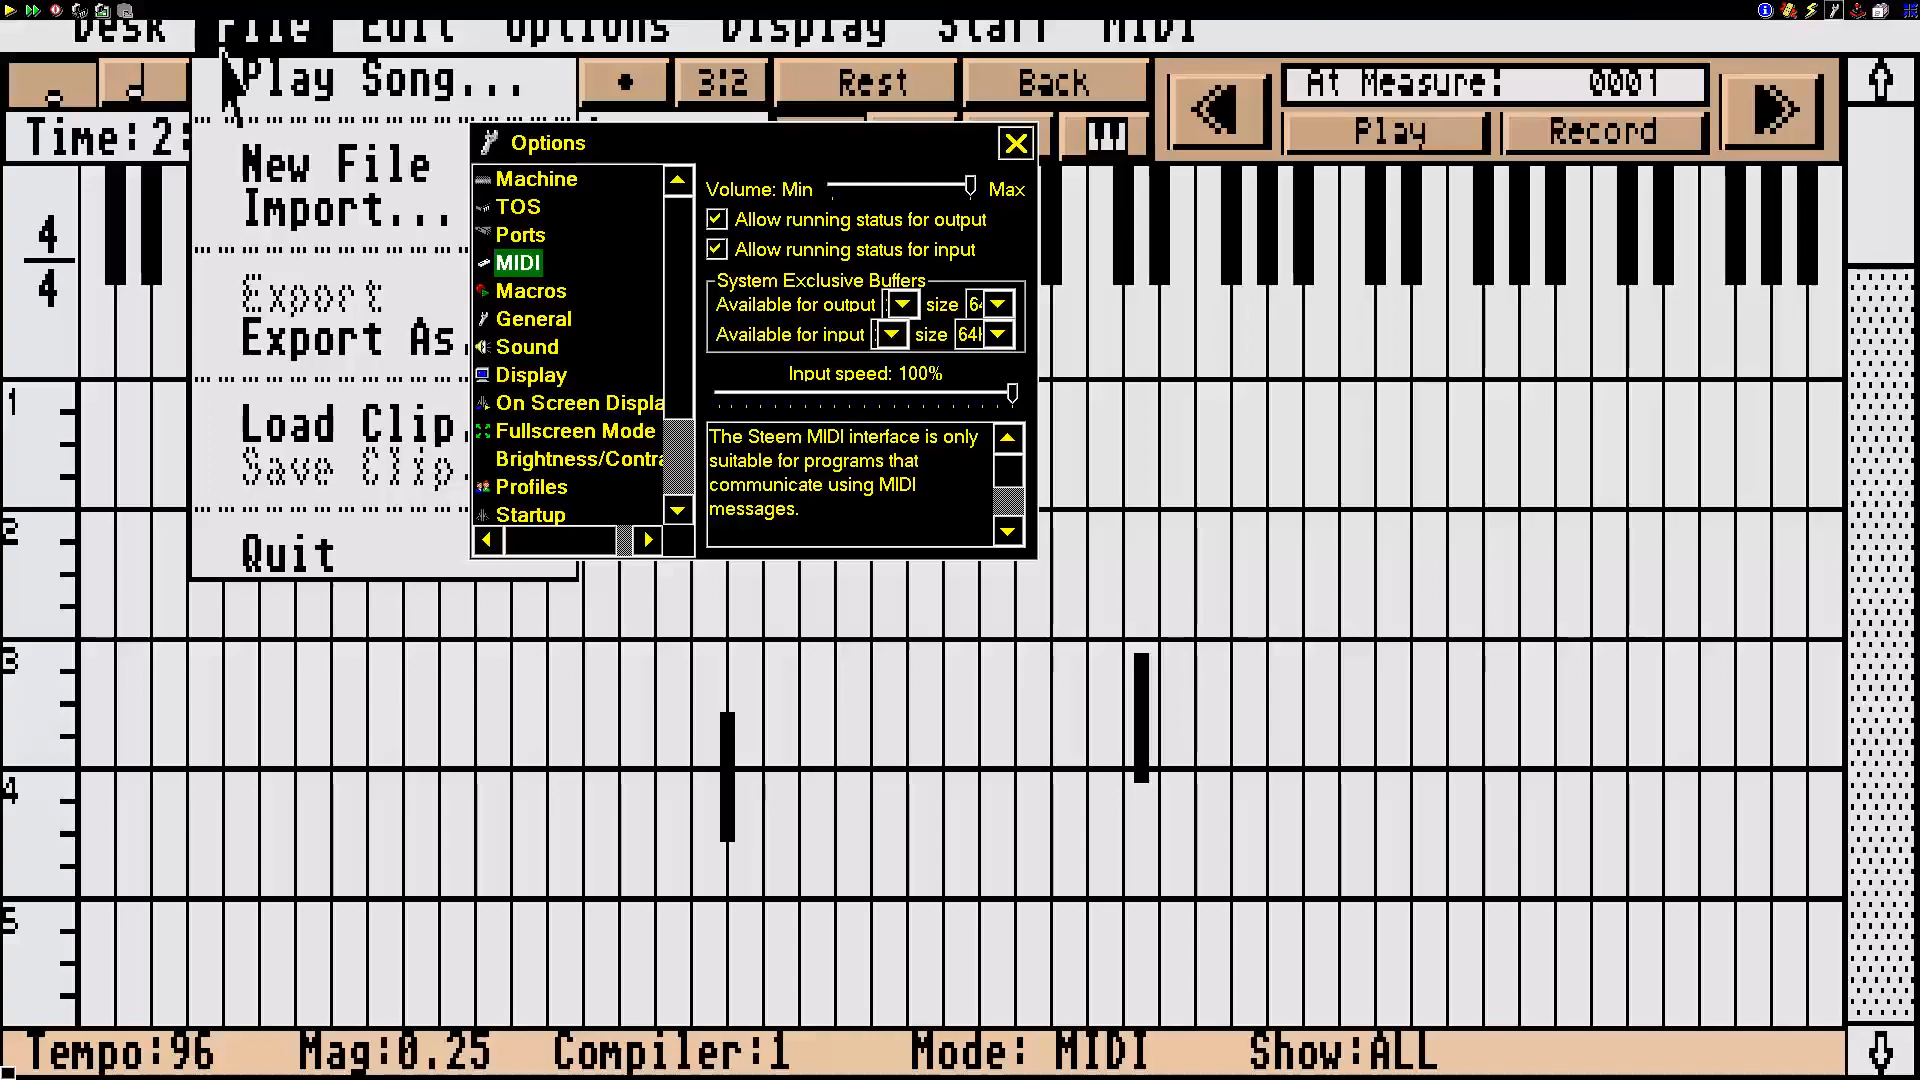 Desk File Edit Options Display Start MIDI
Play Song...
3:2 Rest Back
At Measure: 0001
Play Record
Time:2:
New File
Import...
Export
Export As.
Load Clip.
Save Clip.
Quit
4
4
Options
Machine
TOS
Ports
MIDI
Macros
General
Sound
Display
On Screen Displa
Fullscreen Mode
Brightness/Contra
Profiles
Startup
Volume: Min Max
Allow running status for output
Allow running status for input
System Exclusive Buffers
Available for output size 64
Available for input size 64
Input speed: 100%
The Steem MIDI interface is only
suitable for programs that
communicate using MIDI
messages.
1
2
3
4
5
Tempo:96 Mag:0.25 Compiler:1 Mode: MIDI Show:ALL